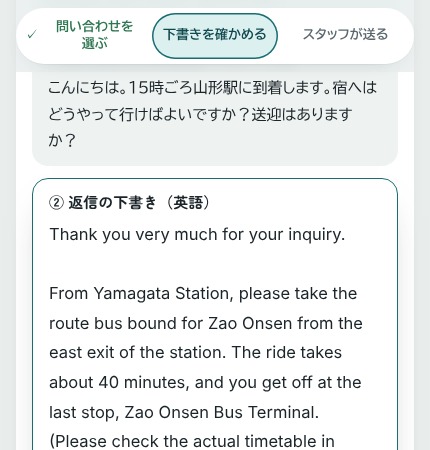 ✓ 問い合わせを
選ぶ
下書きを確かめる
スタッフが送る
こんにちは。15時ごろ山形駅に到着します。宿へは
どうやって行けばよいですか？送迎はあります
か？
② 返信の下書き（英語）
Thank you very much for your inquiry.
From Yamagata Station, please take the
route bus bound for Zao Onsen from the
east exit of the station. The ride takes
about 40 minutes, and you get off at the
last stop, Zao Onsen Bus Terminal.
(Please check the actual timetable in